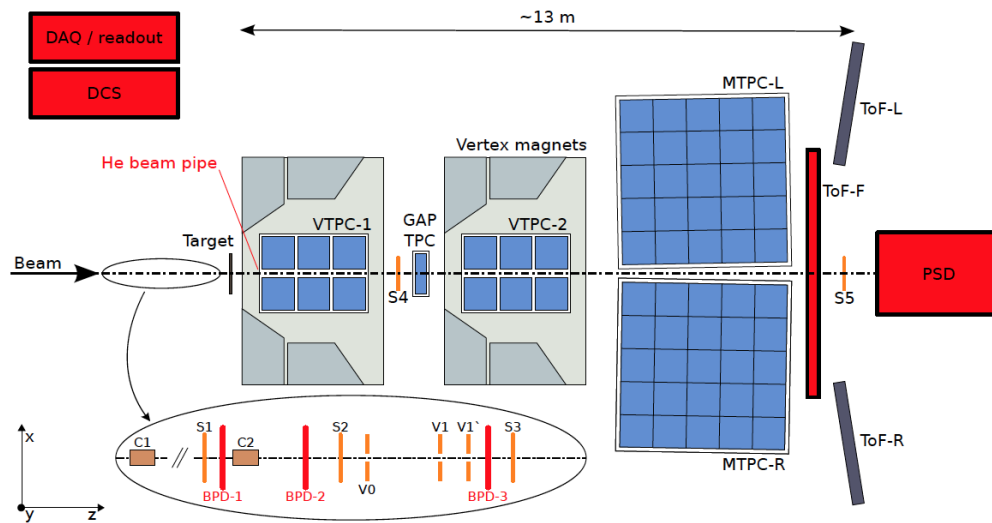 DAQ / readout
DCS
~13 m
MTPC-L
ToF-L
He beam pipe
Vertex magnets
ToF-F
Target
VTPC-1
GAP
TPC
VTPC-2
Beam
S4
S5
PSD
x
y
z
C1
S1
C2
S2
V1
V1`
S3
BPD-1
BPD-2
V0
BPD-3
MTPC-R
ToF-R